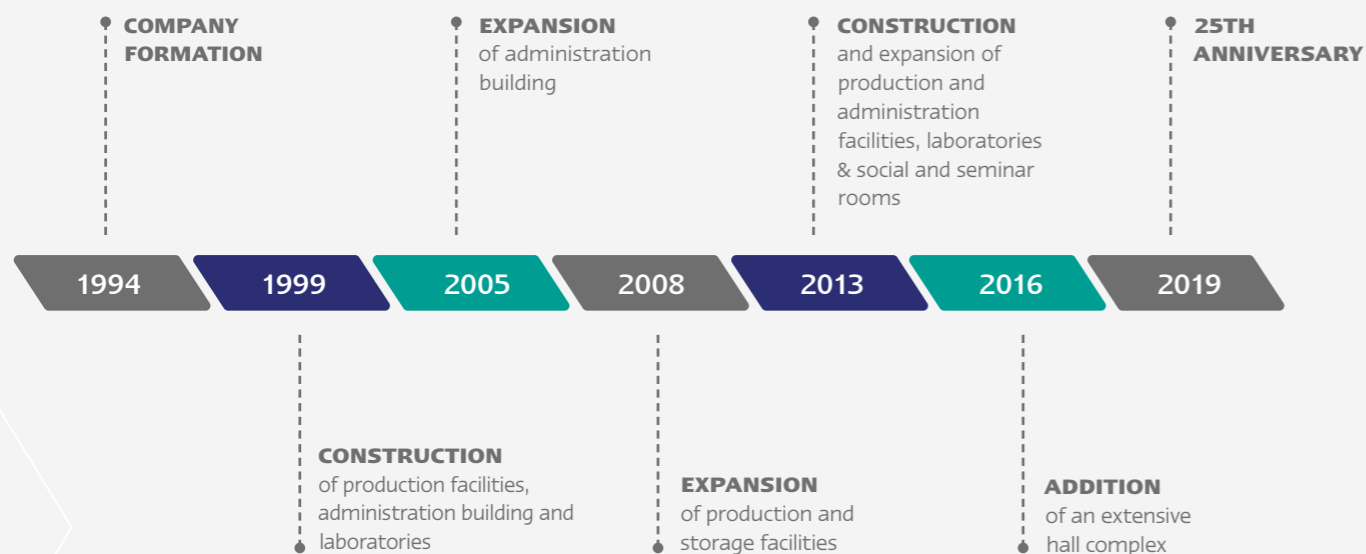 COMPANY
FORMATION
EXPANSION
of administration
building
CONSTRUCTION
and expansion of
production and
administration
facilities, laboratories
& social and seminar
rooms
25TH
ANNIVERSARY
1994
1999
2005
2008
2013
2016
2019
CONSTRUCTION
of production facilities,
administration building and
laboratories
EXPANSION
of production and
storage facilities
ADDITION
of an extensive
hall complex